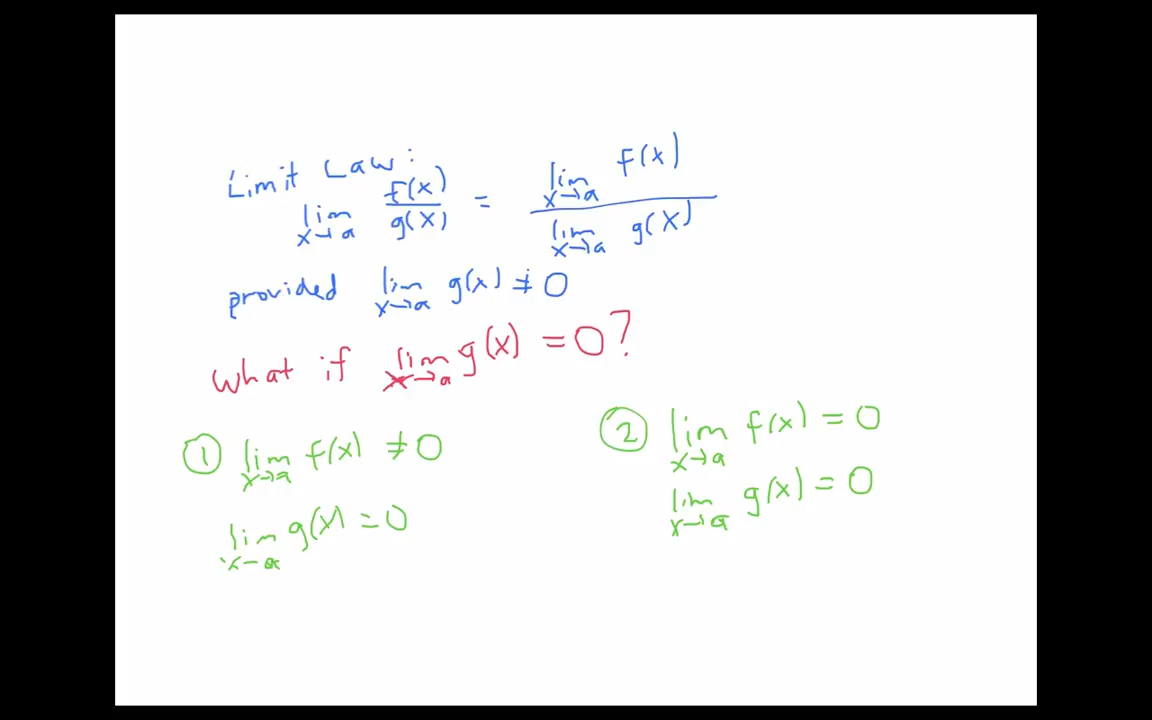 Limit Law:
lim x→a f(x)/g(x) = lim x→a f(x) / lim x→a g(x)
provided lim x→a g(x) ≠ 0
What if lim x→a g(x) = 0?
① lim x→a f(x) ≠ 0
lim x→a g(x) = 0
② lim x→a f(x) = 0
lim x→a g(x) = 0